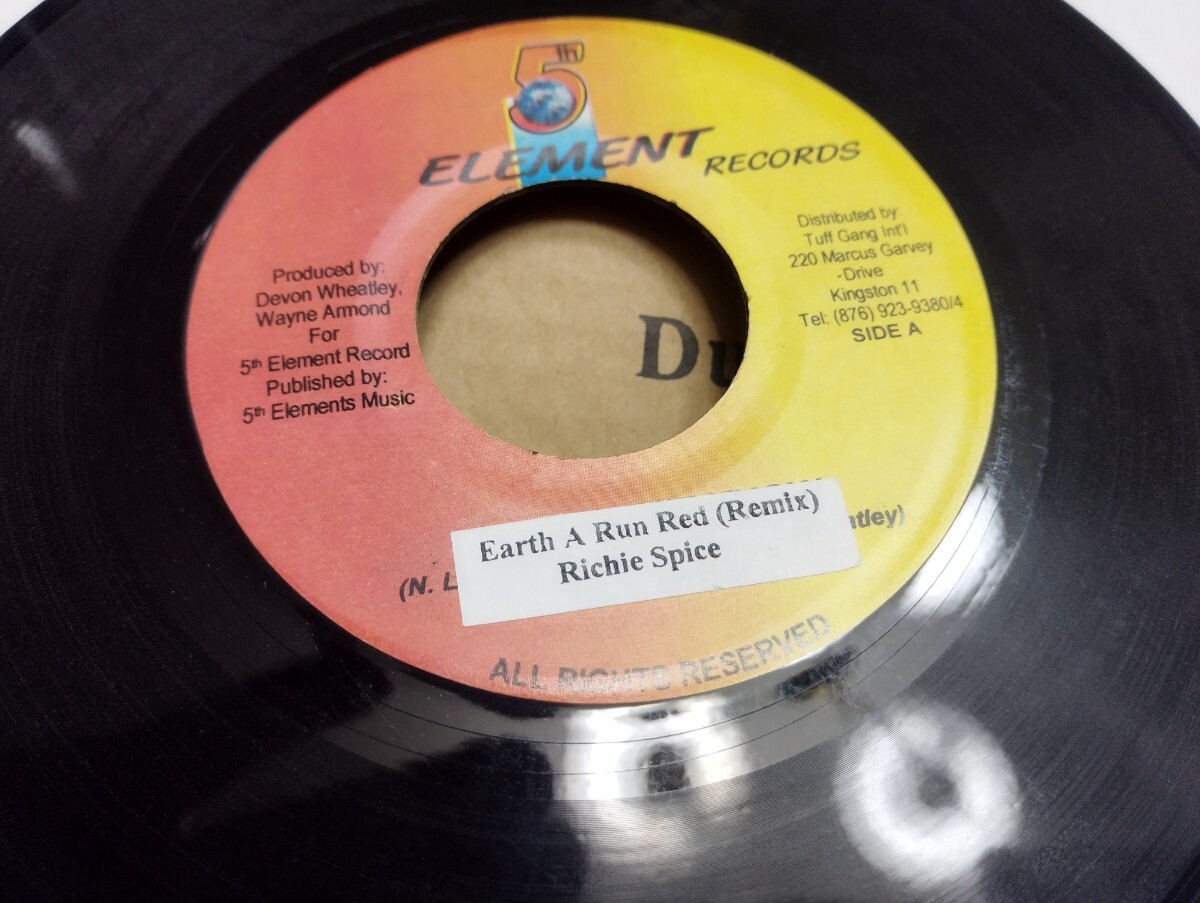 5th
ELEMENT RECORDS
Produced by:
Devon Wheatley,
Wayne Armond
For
5th Element Record
Published by:
5th Elements Music
Distributed by:
Tuff Gang Int'l
220 Marcus Garvey
-Drive
Kingston 11
Tel: (876) 923-9380/4
SIDE A
Du
Earth A Run Red (Remix)
Richie Spice
(N. L
atley)
ALL RIGHTS RESERVED